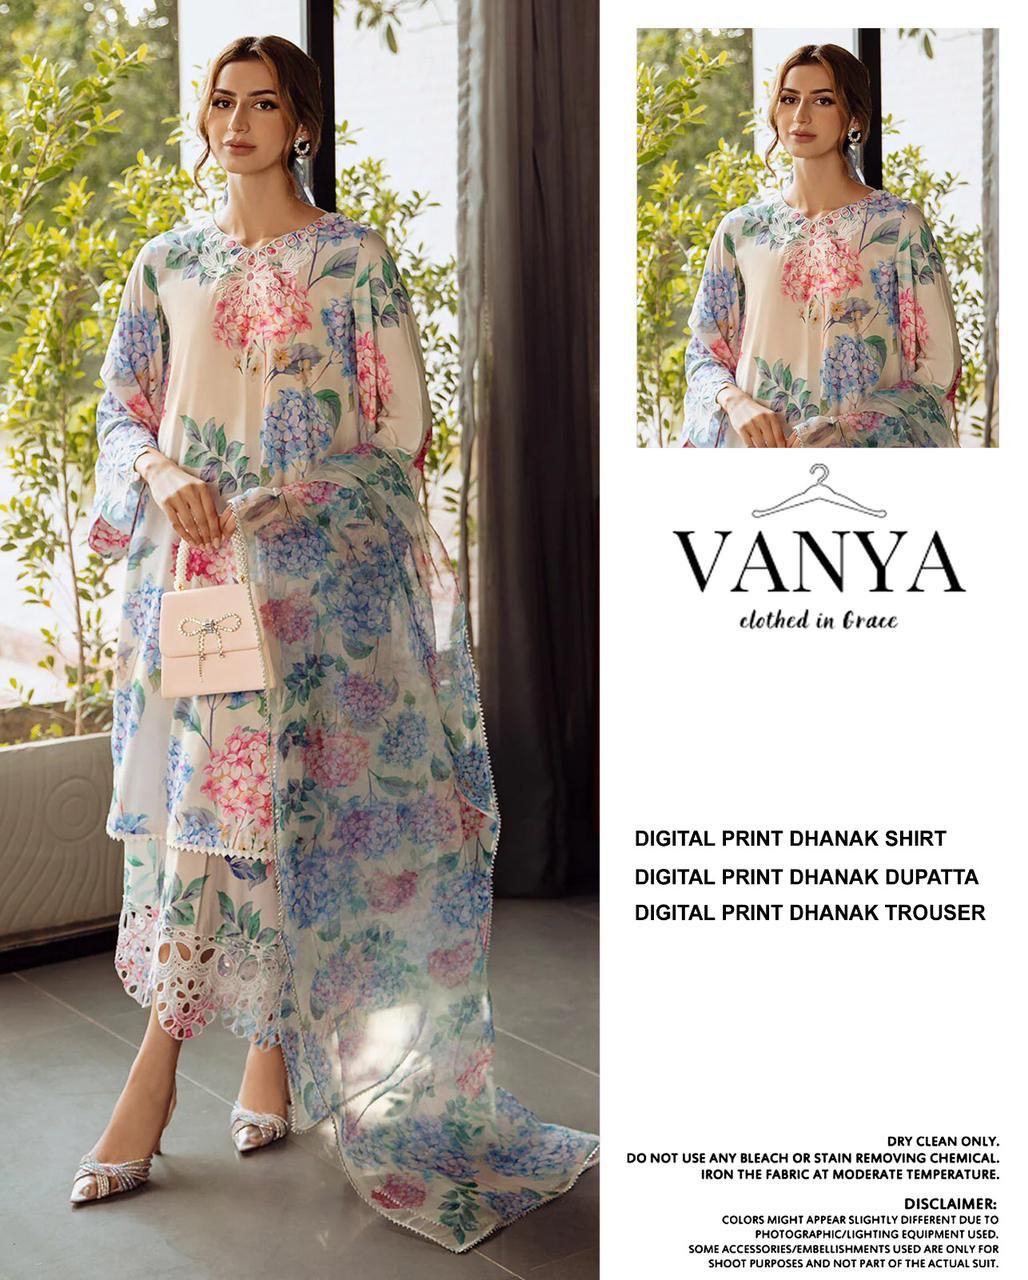 VANYA
clothed in Grace
DIGITAL PRINT DHANAK SHIRT
DIGITAL PRINT DHANAK DUPATTA
DIGITAL PRINT DHANAK TROUSER
DRY CLEAN ONLY.
DO NOT USE ANY BLEACH OR STAIN REMOVING CHEMICAL.
IRON THE FABRIC AT MODERATE TEMPERATURE.
DISCLAIMER:
COLORS MIGHT APPEAR SLIGHTLY DIFFERENT DUE TO
PHOTOGRAPHIC/LIGHTING EQUIPMENT USED.
SOME ACCESSORIES/EMBELLISHMENTS USED ARE ONLY FOR
SHOOT PURPOSES AND NOT PART OF THE ACTUAL SUIT.